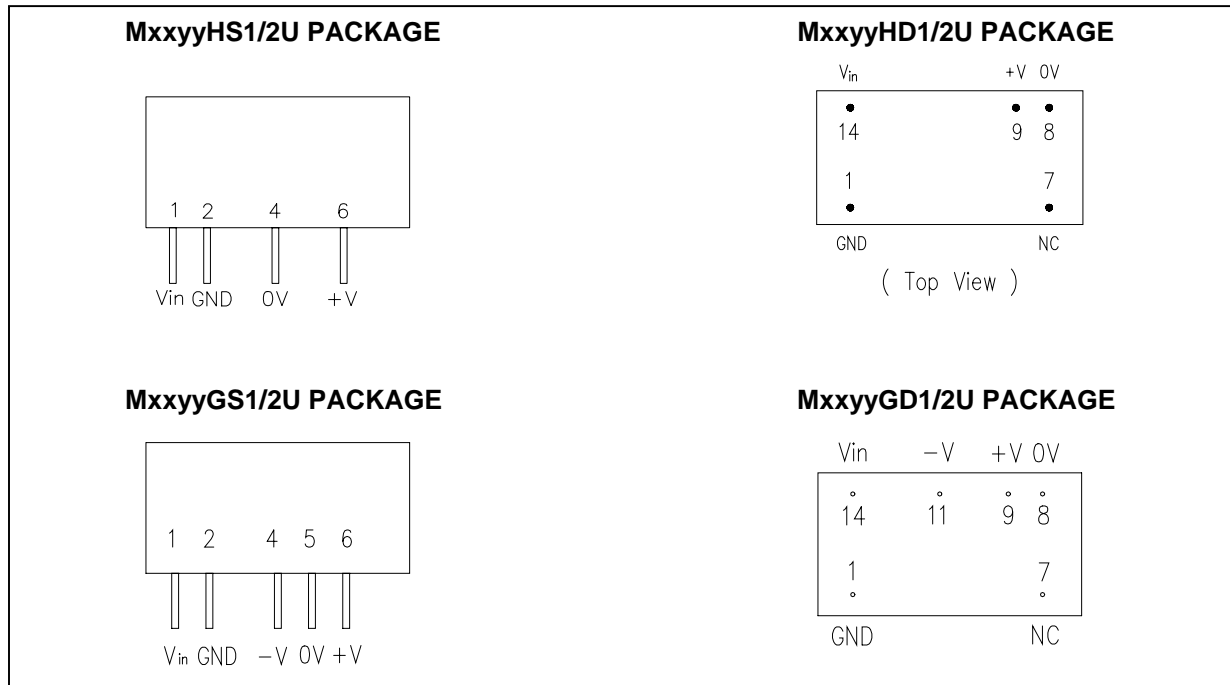 MxxyyHS1/2U PACKAGE
1 2 4 6
Vin GND 0V +V
MxxyyHD1/2U PACKAGE
Vin +V 0V
14 9 8
1 7
GND NC
( Top View )
MxxyyGS1/2U PACKAGE
1 2 4 5 6
Vin GND -V 0V +V
MxxyyGD1/2U PACKAGE
Vin -V +V 0V
14 11 9 8
1 7
GND NC